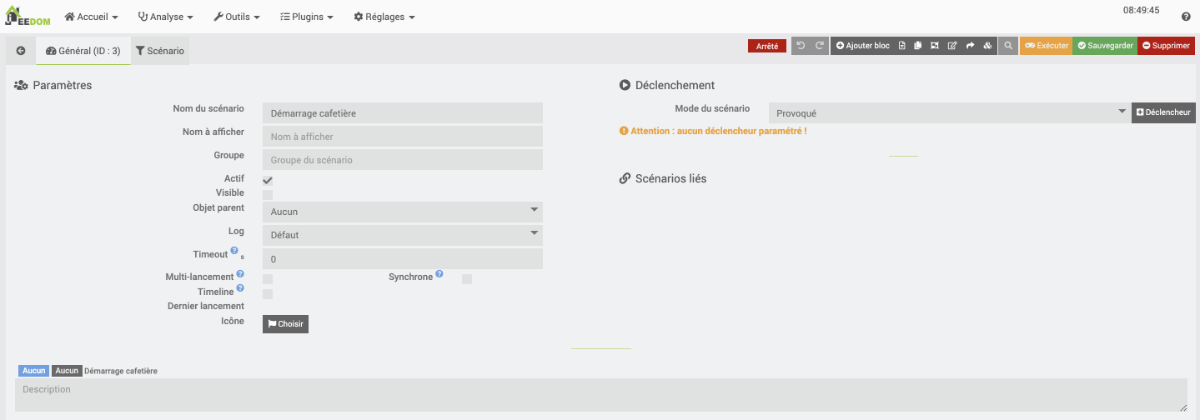 JEEDOM Accueil Analyse Outils Plugins Réglages 08:49:45
Général (ID : 3) Scénario Arrêté Ajouter bloc Exécuter Sauvegarder Supprimer
Paramètres
Nom du scénario Démarrage cafetière
Nom à afficher Nom à afficher
Groupe Groupe du scénario
Actif
Visible
Objet parent Aucun
Log Défaut
Timeout s 0
Multi-lancement Synchrone
Timeline
Dernier lancement
Icône Choisir
Déclenchement
Mode du scénario Provoqué Déclencheur
Attention : aucun déclencheur paramétré !
Scénarios liés
Aucun Aucun Démarrage cafetière
Description